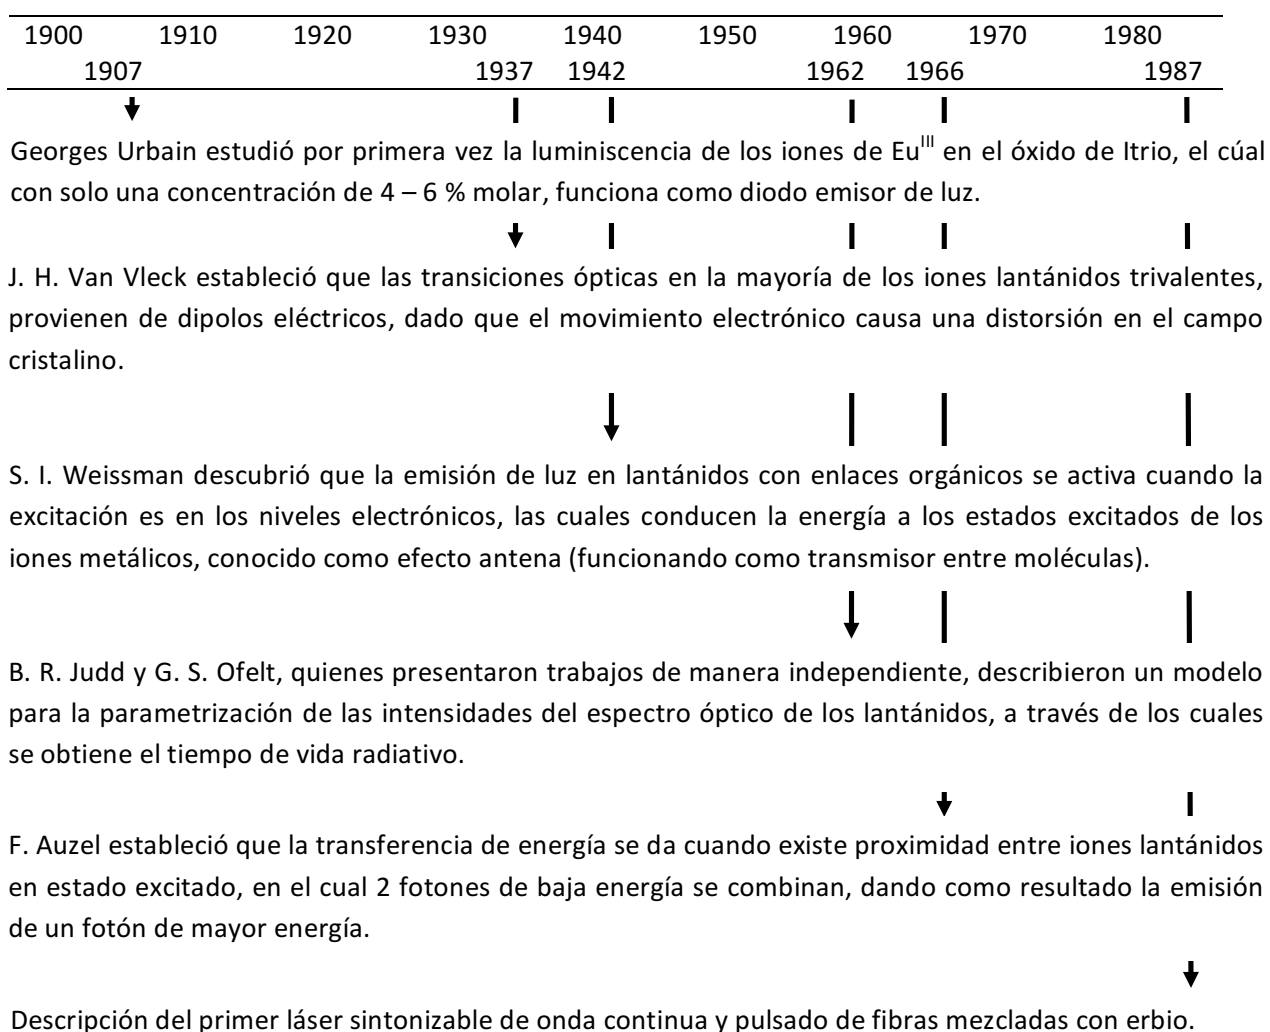 1900 1910 1920 1930 1940 1950 1960 1970 1980
1907 1937 1942 1962 1966 1987
Georges Urbain estudió por primera vez la luminiscencia de los iones de Eu^III en el óxido de Itrio, el cúal
con solo una concentración de 4 – 6 % molar, funciona como diodo emisor de luz.
J. H. Van Vleck estableció que las transiciones ópticas en la mayoría de los iones lantánidos trivalentes,
provienen de dipolos eléctricos, dado que el movimiento electrónico causa una distorsión en el campo
cristalino.
S. I. Weissman descubrió que la emisión de luz en lantánidos con enlaces orgánicos se activa cuando la
excitación es en los niveles electrónicos, las cuales conducen la energía a los estados excitados de los
iones metálicos, conocido como efecto antena (funcionando como transmisor entre moléculas).
B. R. Judd y G. S. Ofelt, quienes presentaron trabajos de manera independiente, describieron un modelo
para la parametrización de las intensidades del espectro óptico de los lantánidos, a través de los cuales
se obtiene el tiempo de vida radiativo.
F. Auzel estableció que la transferencia de energía se da cuando existe proximidad entre iones lantánidos
en estado excitado, en el cual 2 fotones de baja energía se combinan, dando como resultado la emisión
de un fotón de mayor energía.
Descripción del primer láser sintonizable de onda continua y pulsado de fibras mezcladas con erbio.